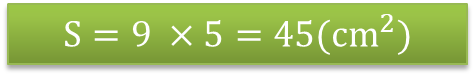 S = 9 × 5 = 45(cm²)